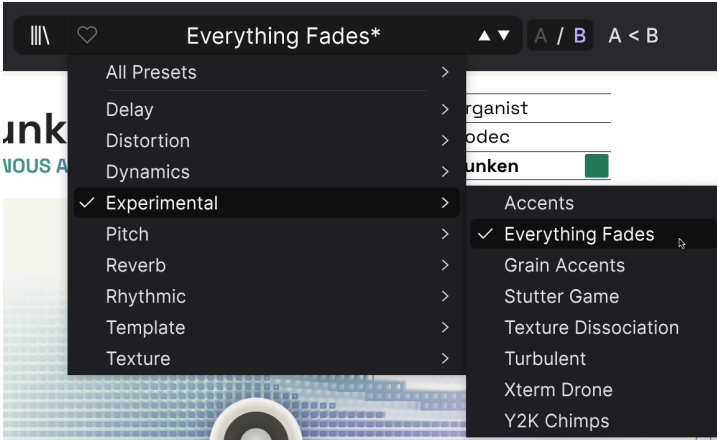 Everything Fades*
A / B
A < B
All Presets
Delay
Distortion
Dynamics
Experimental
Pitch
Reverb
Rhythmic
Template
Texture
Accents
Everything Fades
Grain Accents
Stutter Game
Texture Dissociation
Turbulent
Xterm Drone
Y2K Chimps
unk
NOUS A
rganist
odec
unken